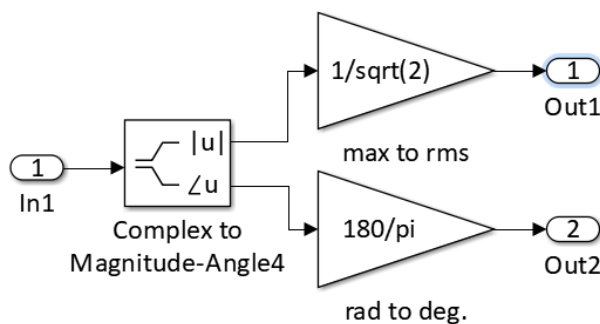 1/sqrt(2)
1
Out1
max to rms
|u|
1
∠u
In1
Complex to
Magnitude-Angle4
180/pi
2
Out2
rad to deg.